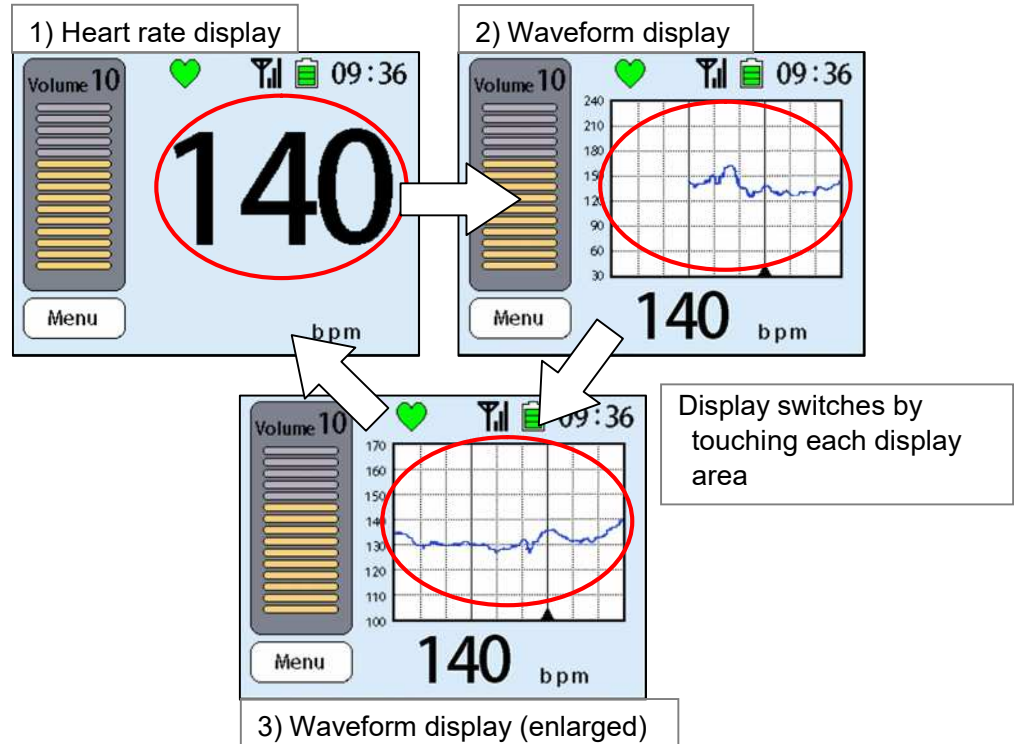 1) Heart rate display
Volume 10
09:36
140
bpm
Menu
2) Waveform display
Volume 10
09:36
240
210
180
150
120
90
60
30
140
bpm
Menu
Display switches by
touching each display
area
Volume 10
09:36
170
160
150
140
130
120
110
100
140
bpm
Menu
3) Waveform display (enlarged)